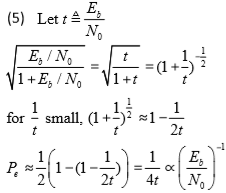 (5) Let t ≜ E_b / N_0
√((E_b / N_0) / (1 + E_b / N_0)) = √(t / (1 + t)) = (1 + 1/t)^(-1/2)
for 1/t small, (1 + 1/t)^(1/2) ≈ 1 − 1/(2t)
P_e ≈ 1/2 (1 − (1 − 1/(2t))) = 1/(4t) ∝ (E_b / N_0)^(-1)